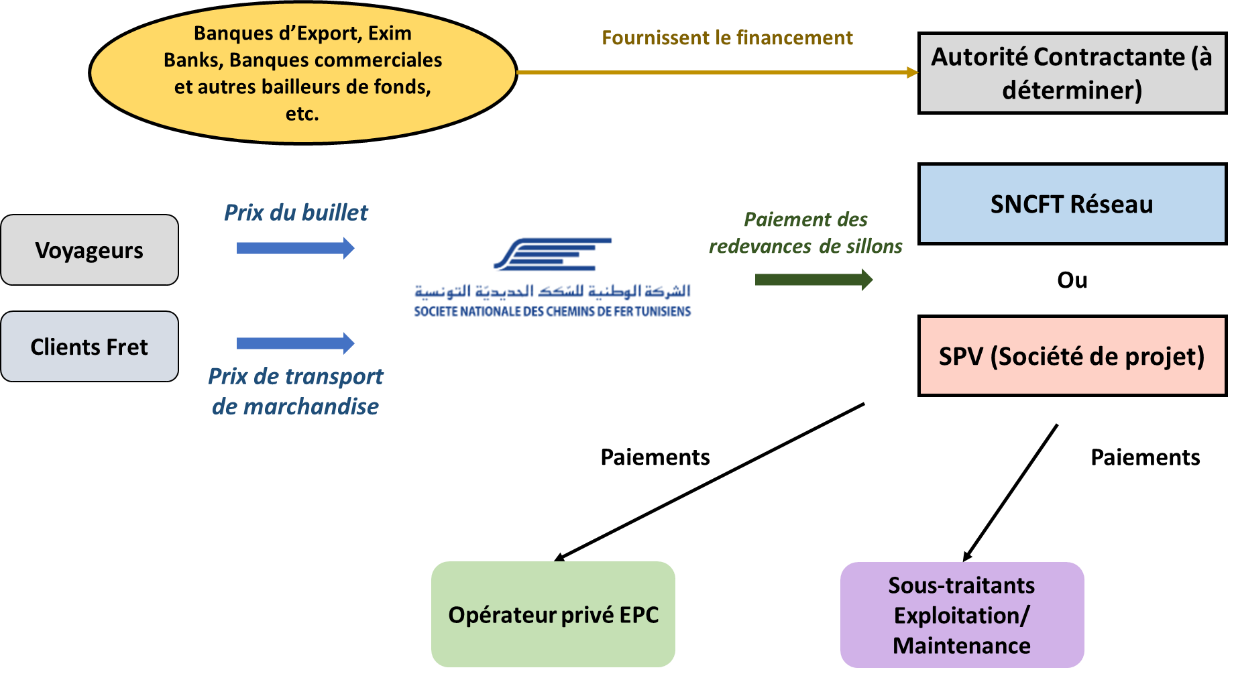 Banques d’Export, Exim
Banks, Banques commerciales
et autres bailleurs de fonds,
etc.
Fournissent le financement
Autorité Contractante (à
déterminer)
Voyageurs
Prix du buillet
Clients Fret
Prix de transport
de marchandise
الشركة الوطنية للسكك الحديدية التونسية
SOCIETE NATIONALE DES CHEMINS DE FER TUNISIENS
Paiement des
redevances de sillons
SNCFT Réseau
Ou
SPV (Société de projet)
Paiements
Paiements
Opérateur privé EPC
Sous-traitants
Exploitation/
Maintenance